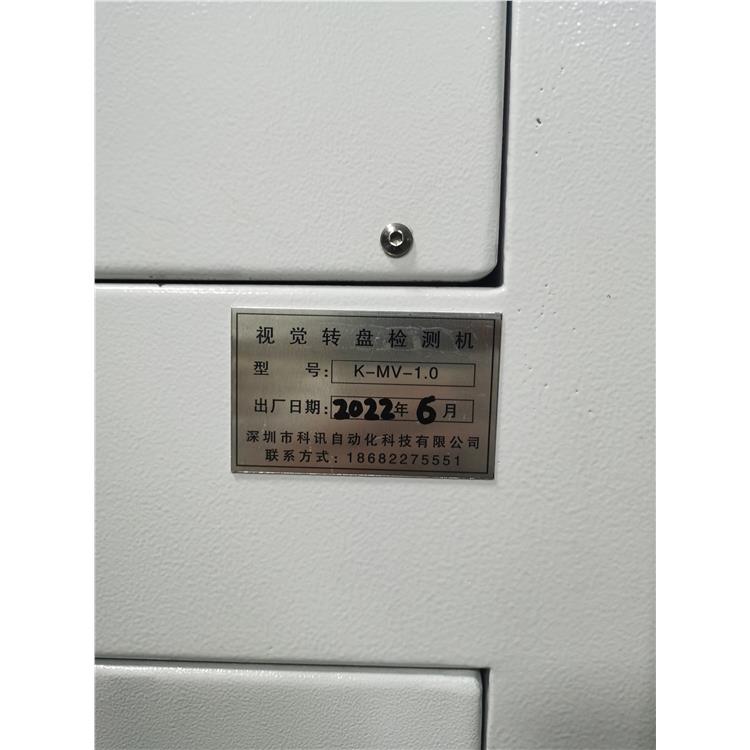 视觉转盘检测机
型 号: K-MV-1.0
出厂日期: 2022年 6月
深圳市科讯自动化科技有限公司
联系方式: 18682275551